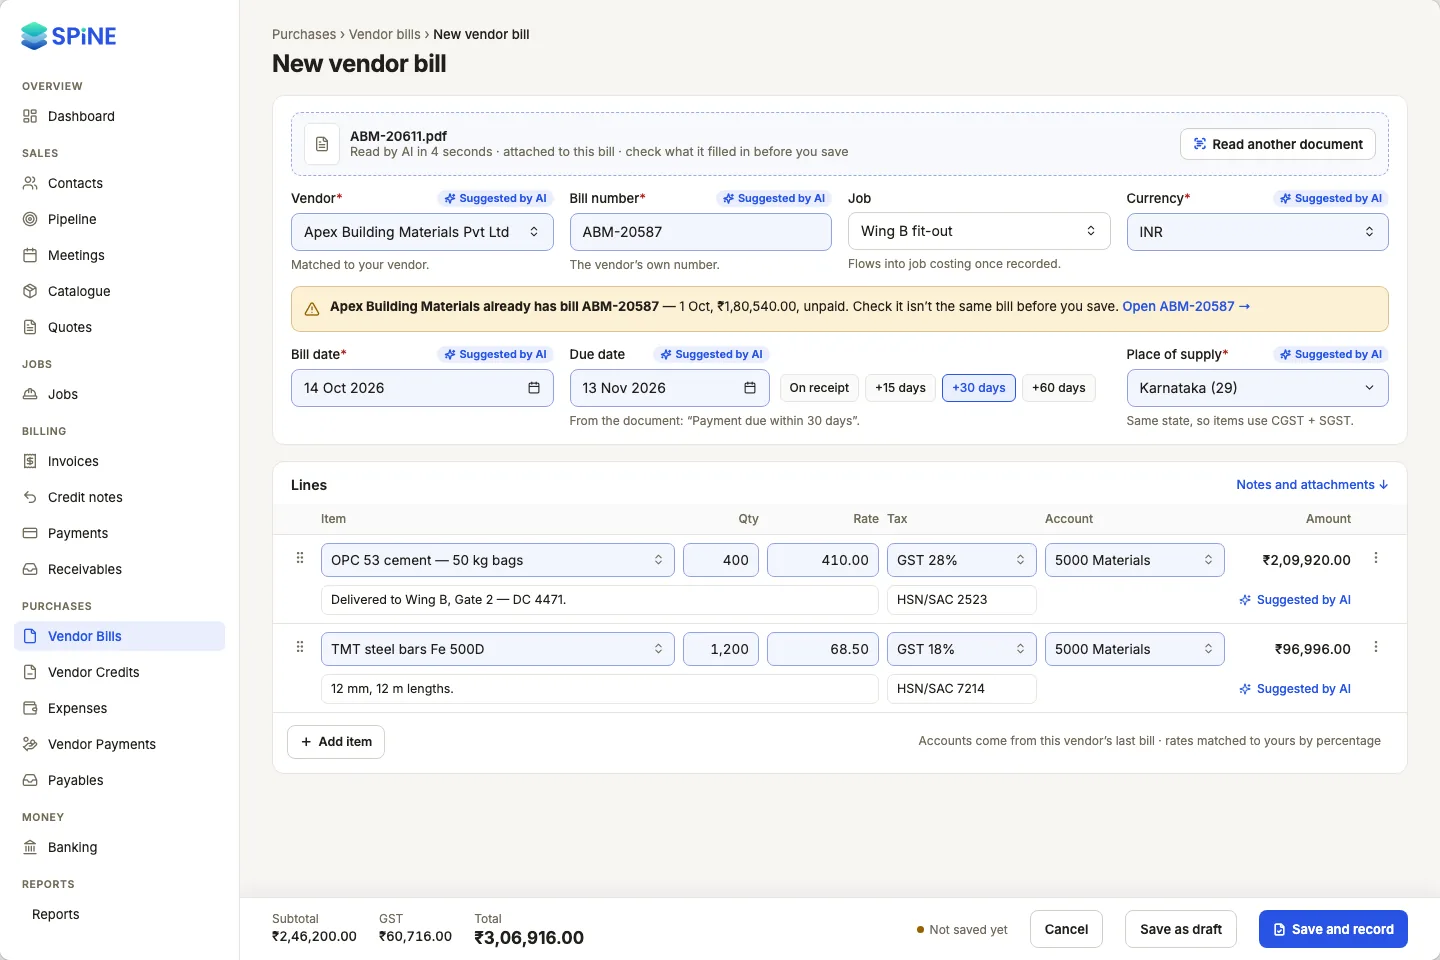 SPiNE
OVERVIEW
Dashboard
SALES
Contacts
Pipeline
Meetings
Catalogue
Quotes
JOBS
Jobs
BILLING
Invoices
Credit notes
Payments
Receivables
PURCHASES
Vendor Bills
Vendor Credits
Expenses
Vendor Payments
Payables
MONEY
Banking
REPORTS
Reports
Purchases › Vendor bills › New vendor bill
New vendor bill
ABM-20611.pdf
Read by AI in 4 seconds · attached to this bill · check what it filled in before you save
Read another document
Vendor* Suggested by AI Bill number* Suggested by AI Job Currency* Suggested by AI
Apex Building Materials Pvt Ltd ABM-20587 Wing B fit-out INR
Matched to your vendor. The vendor’s own number. Flows into job costing once recorded.
Apex Building Materials already has bill ABM-20587 — 1 Oct, ₹1,80,540.00, unpaid. Check it isn’t the same bill before you save. Open ABM-20587 →
Bill date* Suggested by AI Due date Suggested by AI Place of supply* Suggested by AI
14 Oct 2026 13 Nov 2026 On receipt +15 days +30 days +60 days Karnataka (29)
From the document: “Payment due within 30 days”. Same state, so items use CGST + SGST.
Lines Notes and attachments ↓
Item Qty Rate Tax Account Amount
OPC 53 cement — 50 kg bags 400 410.00 GST 28% 5000 Materials ₹2,09,920.00
Delivered to Wing B, Gate 2 — DC 4471. HSN/SAC 2523 Suggested by AI
TMT steel bars Fe 500D 1,200 68.50 GST 18% 5000 Materials ₹96,996.00
12 mm, 12 m lengths. HSN/SAC 7214 Suggested by AI
+ Add item Accounts come from this vendor’s last bill · rates matched to yours by percentage
Subtotal GST Total
₹2,46,200.00 ₹60,716.00 ₹3,06,916.00
Not saved yet Cancel Save as draft Save and record